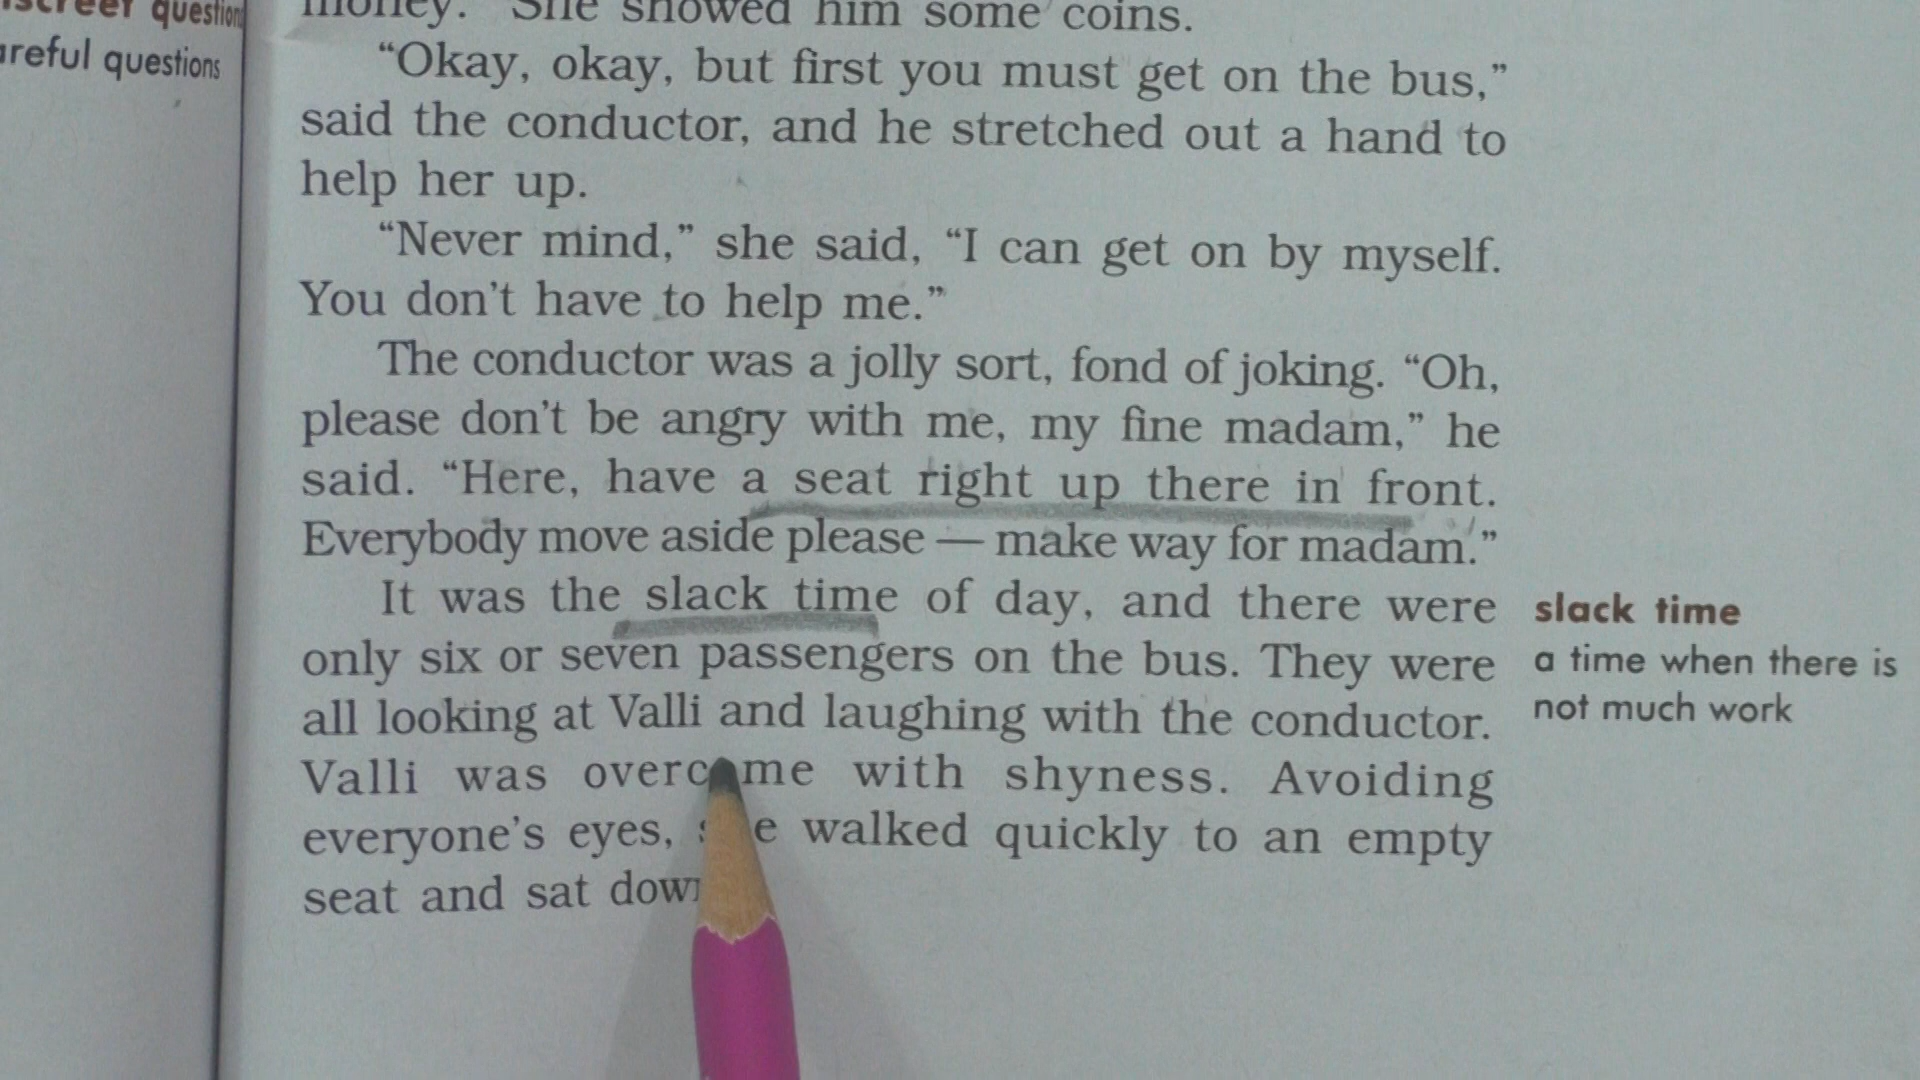 questions
careful questions
money." She showed him some coins.
"Okay, okay, but first you must get on the bus,"
said the conductor, and he stretched out a hand to
help her up.
"Never mind," she said, "I can get on by myself.
You don't have to help me."
The conductor was a jolly sort, fond of joking. "Oh,
please don't be angry with me, my fine madam," he
said. "Here, have a seat right up there in front.
Everybody move aside please — make way for madam."
It was the slack time of day, and there were
only six or seven passengers on the bus. They were
all looking at Valli and laughing with the conductor.
Valli was overcome with shyness. Avoiding
everyone's eyes, she walked quickly to an empty
seat and sat down
slack time
a time when there is
not much work